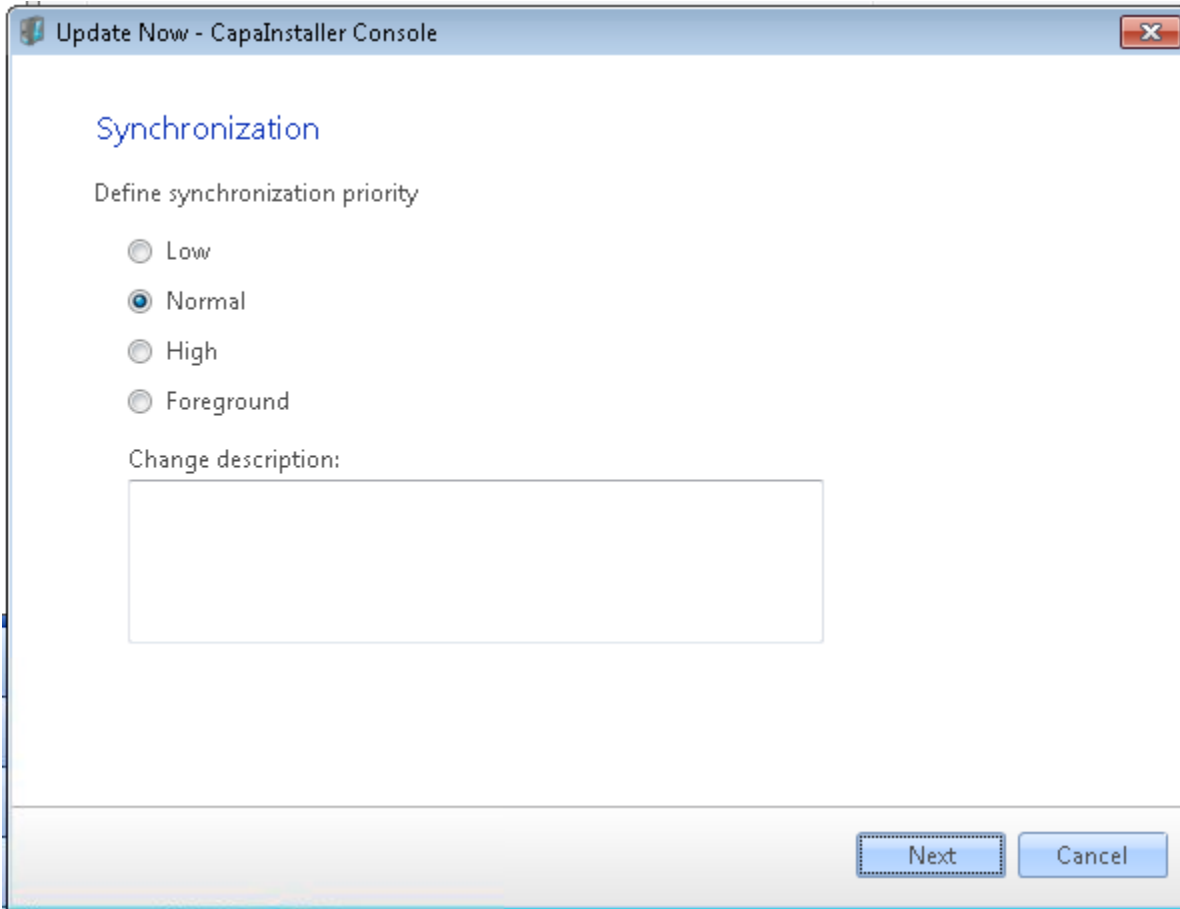 Update Now - CapaInstaller Console
Synchronization
Define synchronization priority
Low
Normal
High
Foreground
Change description:
Next
Cancel